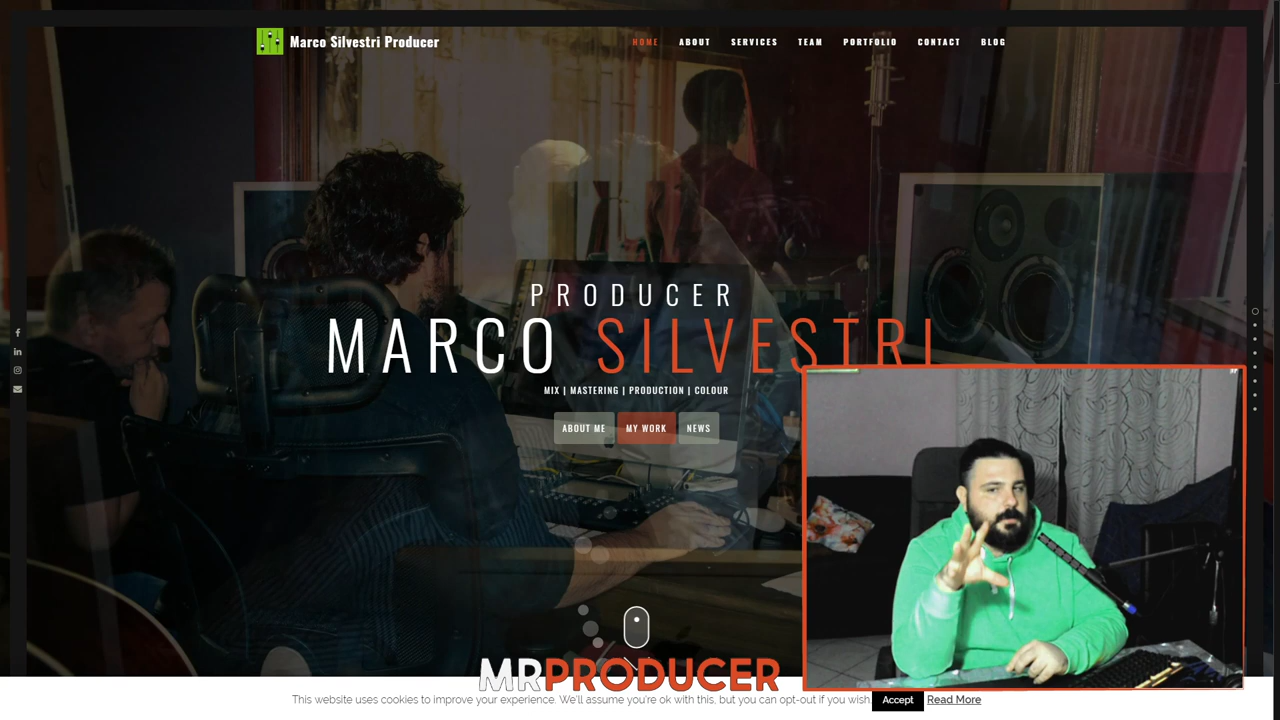 Marco Silvestri Producer
HOME ABOUT SERVICES TEAM PORTFOLIO CONTACT BLOG
PRODUCER
MARCO SILVESTRI
MIX | MASTERING | PRODUCTION | COLOUR
ABOUT ME MY WORK NEWS
MRPRODUCER
This website uses cookies to improve your experience. We'll assume you're ok with this, but you can opt-out if you wish. Accept Read More